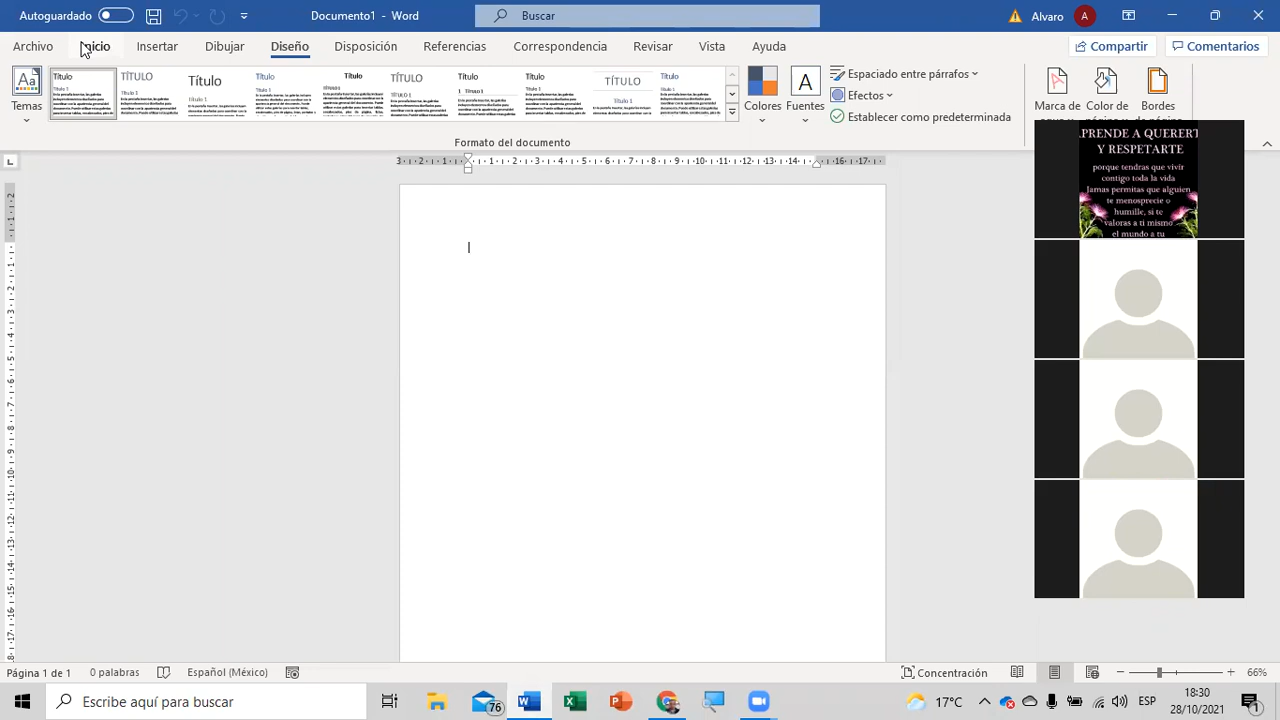 Autoguardado
Documento1 - Word
Buscar
Alvaro
A
Archivo
Inicio
Insertar
Dibujar
Diseño
Disposición
Referencias
Correspondencia
Revisar
Vista
Ayuda
Compartir
Comentarios
Aa
Temas
Título
TÍTULO
Título
Título
Título
TÍTULO
Título
Título
TÍTULO
Título
Colores
A
Fuentes
Espaciado entre párrafos
Efectos
Establecer como predeterminada
Marca de
Color de
Bordes
Formato del documento
PRENDE A QUERERT
Y RESPETARTE
porque tendras que vivir
contigo toda la vida
Jamas permitas que alguien
te menosprecie o
humille, si te
valoras a ti mismo
el mundo a tu
Página 1 de 1
0 palabras
Español (México)
Concentración
66%
Escribe aquí para buscar
76
17°C
ESP
18:30
28/10/2021
1